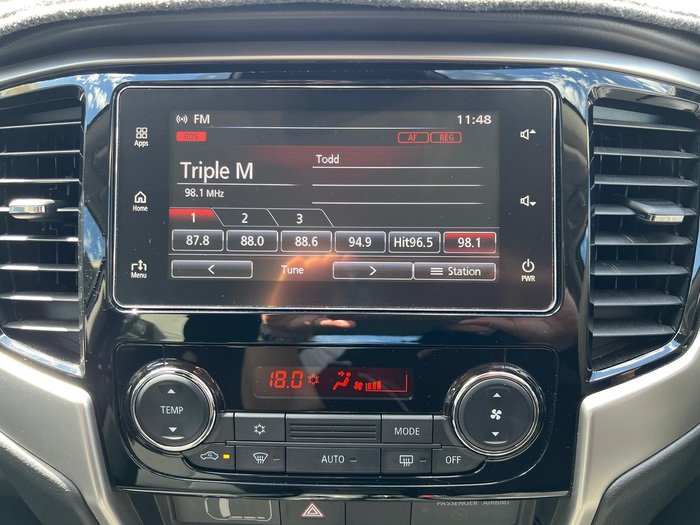 FM
11:48
RDS
AF
REG
Apps
Todd
Triple M
98.1 MHz
Home
1
2
3
87.8
88.0
88.6
94.9
Hit96.5
98.1
Menu
<
Tune
>
Station
PWR
18.0
TEMP
MODE
AUTO
OFF
PASSENGER AIRBAG